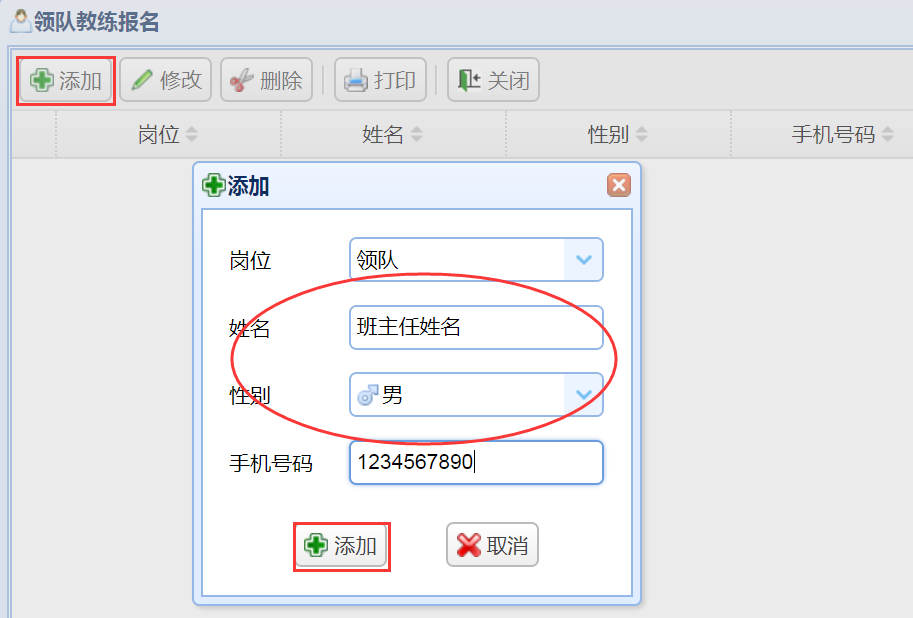 领队教练报名
添加 修改 删除 打印 关闭
岗位 姓名 性别 手机号码
添加
岗位 领队
姓名 班主任姓名
性别 男
手机号码 1234567890
添加 取消